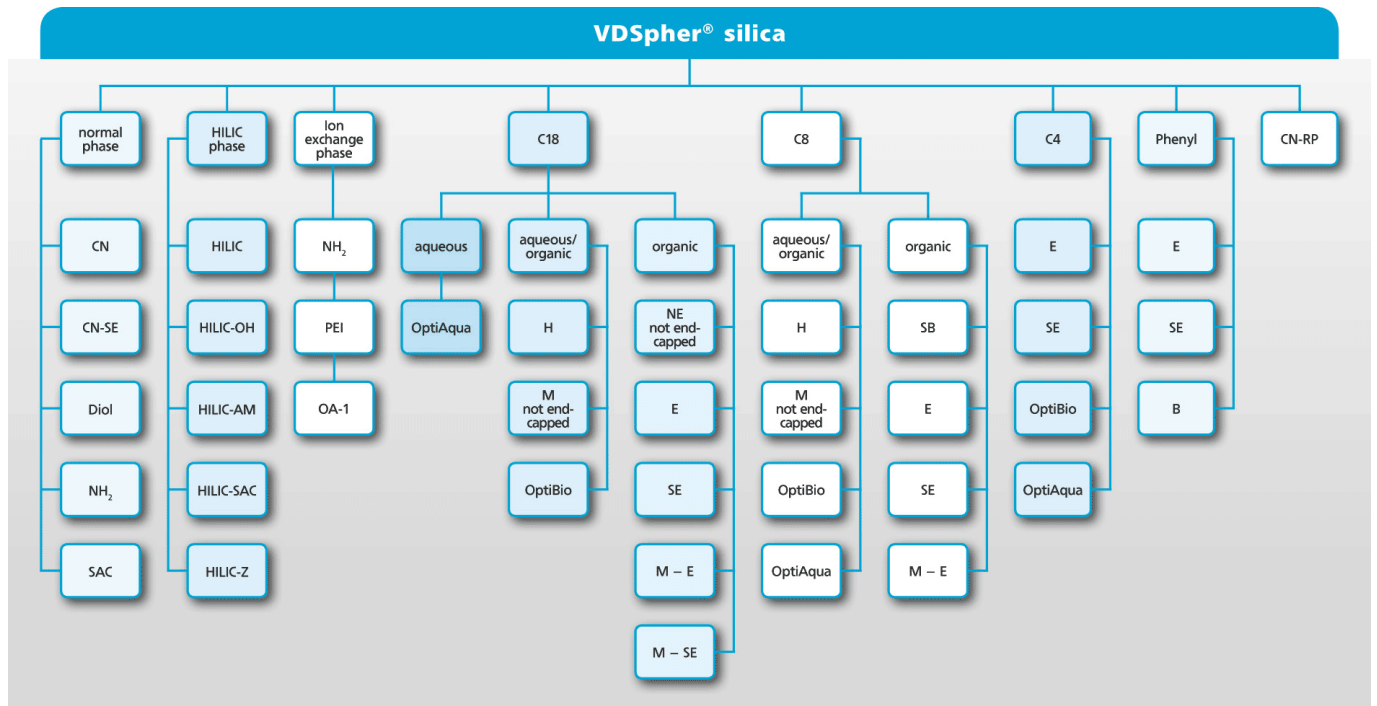 VDSpher® silica
normal
phase
HILIC
phase
Ion
exchange
phase
C18
C8
C4
Phenyl
CN-RP
CN
CN-SE
Diol
NH₂
SAC
HILIC
HILIC-OH
HILIC-AM
HILIC-SAC
HILIC-Z
NH₂
PEI
OA-1
aqueous
OptiAqua
aqueous/
organic
H
M
not end-
capped
OptiBio
organic
NE
not end-
capped
E
SE
M – E
M – SE
aqueous/
organic
H
M
not end-
capped
OptiBio
OptiAqua
organic
SB
E
SE
M – E
E
SE
OptiBio
OptiAqua
E
SE
B